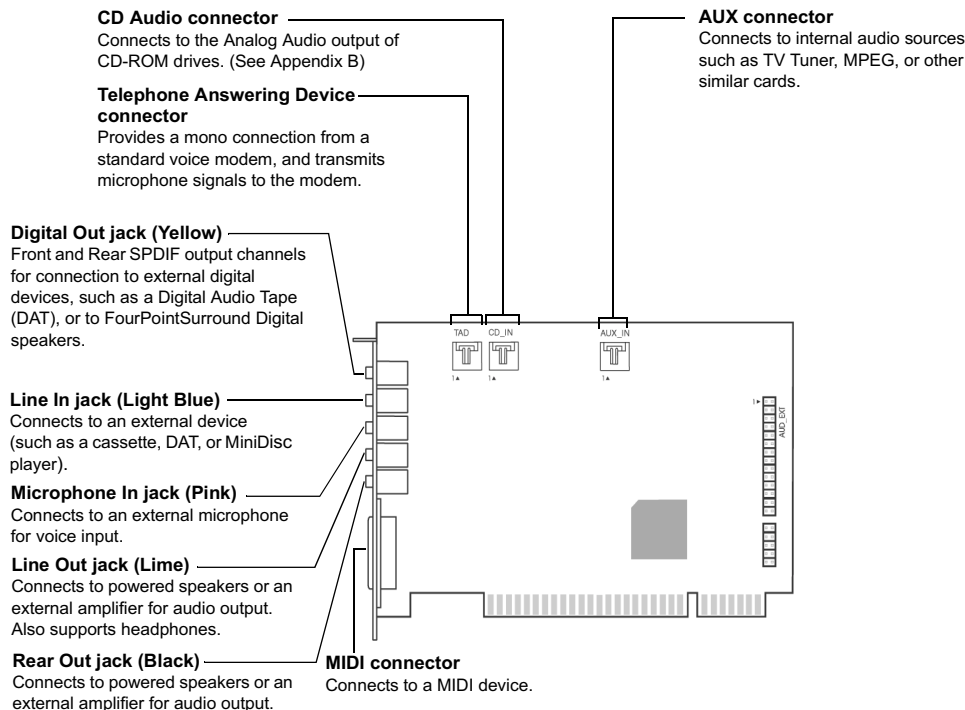 CD Audio connector
Connects to the Analog Audio output of
CD-ROM drives. (See Appendix B)
Telephone Answering Device
connector
Provides a mono connection from a
standard voice modem, and transmits
microphone signals to the modem.
AUX connector
Connects to internal audio sources
such as TV Tuner, MPEG, or other
similar cards.
Digital Out jack (Yellow)
Front and Rear SPDIF output channels
for connection to external digital
devices, such as a Digital Audio Tape
(DAT), or to FourPointSurround Digital
speakers.
Line In jack (Light Blue)
Connects to an external device
(such as a cassette, DAT, or MiniDisc
player).
Microphone In jack (Pink)
Connects to an external microphone
for voice input.
Line Out jack (Lime)
Connects to powered speakers or an
external amplifier for audio output.
Also supports headphones.
Rear Out jack (Black)
Connects to powered speakers or an
external amplifier for audio output.
MIDI connector
Connects to a MIDI device.
TAD
CD_IN
AUX_IN
1
1
1
1
AUD_EXT